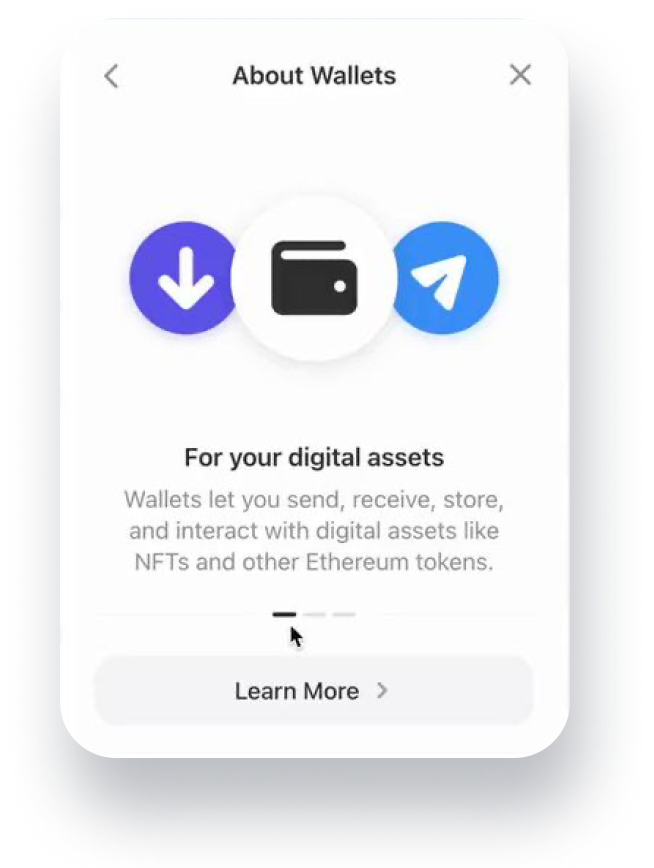 About Wallets
For your digital assets
Wallets let you send, receive, store,
and interact with digital assets like
NFTs and other Ethereum tokens.
Learn More